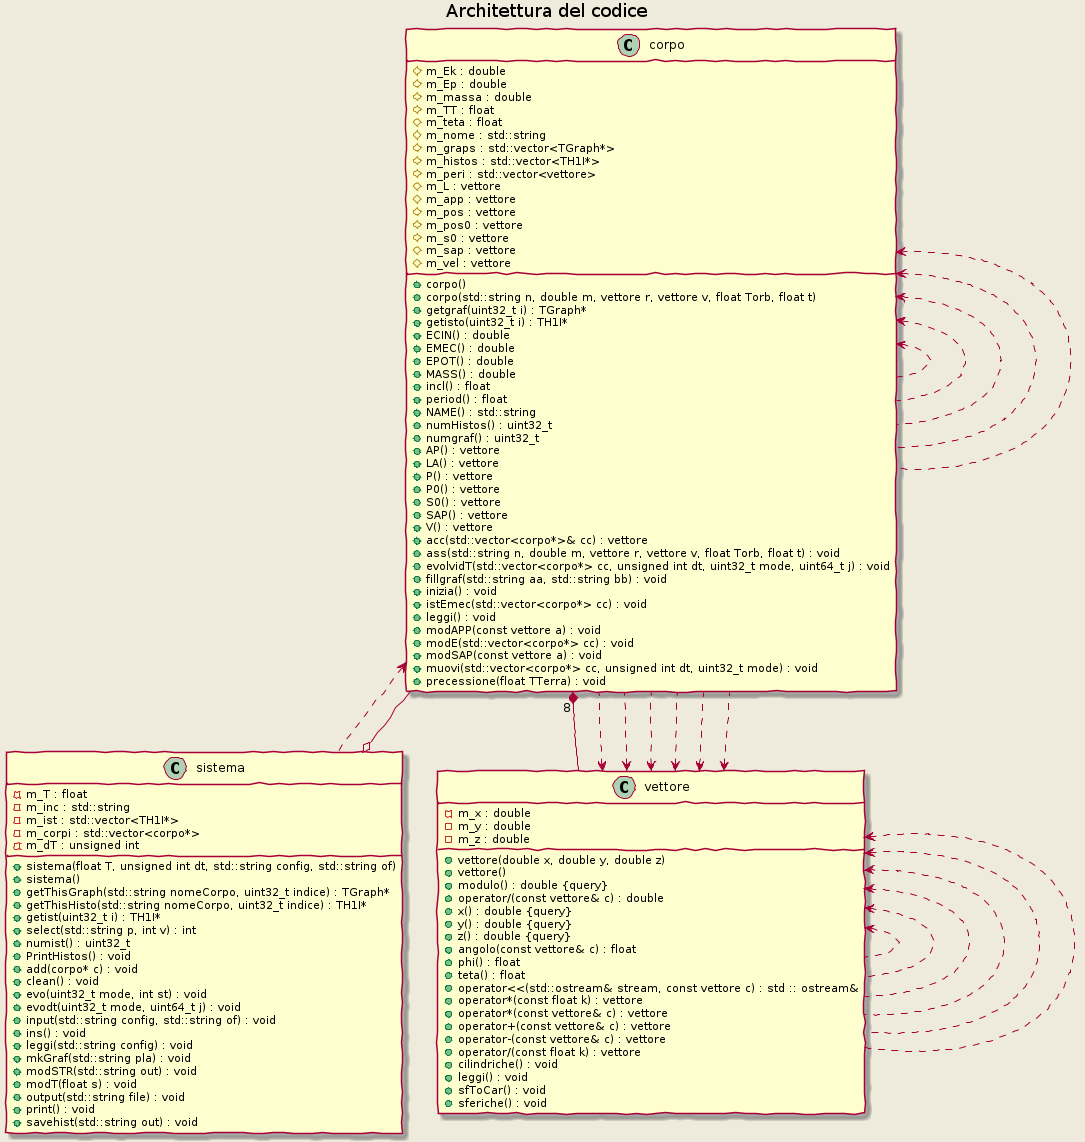 Architettura del codice
C corpo
m_Ek : double
m_Ep : double
m_massa : double
m_TT : float
m_teta : float
m_nome : std::string
m_graps : std::vector<TGraph*>
m_histos : std::vector<TH1I*>
m_peri : std::vector<vettore>
m_L : vettore
m_app : vettore
m_pos : vettore
m_pos0 : vettore
m_s0 : vettore
m_sap : vettore
m_vel : vettore
corpo()
corpo(std::string n, double m, vettore r, vettore v, float Torb, float t)
getgraf(uint32_t i) : TGraph*
getisto(uint32_t i) : TH1I*
ECIN() : double
EMEC() : double
EPOT() : double
MASS() : double
incl() : float
period() : float
NAME() : std::string
numHistos() : uint32_t
numgraf() : uint32_t
AP() : vettore
LA() : vettore
P() : vettore
P0() : vettore
S0() : vettore
SAP() : vettore
V() : vettore
acc(std::vector<corpo*>& cc) : vettore
ass(std::string n, double m, vettore r, vettore v, float Torb, float t) : void
evolvidT(std::vector<corpo*> cc, unsigned int dt, uint32_t mode, uint64_t j) : void
fillgraf(std::string aa, std::string bb) : void
inizia() : void
istEmec(std::vector<corpo*> cc) : void
leggi() : void
modAPP(const vettore a) : void
modE(std::vector<corpo*> cc) : void
modSAP(const vettore a) : void
muovi(std::vector<corpo*> cc, unsigned int dt, uint32_t mode) : void
precessione(float TTerra) : void
8
C sistema
m_T : float
m_inc : std::string
m_ist : std::vector<TH1I*>
m_corpi : std::vector<corpo*>
m_dT : unsigned int
sistema(float T, unsigned int dt, std::string config, std::string of)
sistema()
getThisGraph(std::string nomeCorpo, uint32_t indice) : TGraph*
getThisHisto(std::string nomeCorpo, uint32_t indice) : TH1I*
getist(uint32_t i) : TH1I*
select(std::string p, int v) : int
numist() : uint32_t
PrintHistos() : void
add(corpo* c) : void
clean() : void
evo(uint32_t mode, int st) : void
evodt(uint32_t mode, uint64_t j) : void
input(std::string config, std::string of) : void
ins() : void
leggi(std::string config) : void
mkGraf(std::string pla) : void
modSTR(std::string out) : void
modT(float s) : void
output(std::string file) : void
print() : void
savehist(std::string out) : void
C vettore
m_x : double
m_y : double
m_z : double
vettore(double x, double y, double z)
vettore()
modulo() : double {query}
operator/(const vettore& c) : double
x() : double {query}
y() : double {query}
z() : double {query}
angolo(const vettore& c) : float
phi() : float
teta() : float
operator<<(std::ostream& stream, const vettore c) : std :: ostream&
operator*(const float k) : vettore
operator*(const vettore& c) : vettore
operator+(const vettore& c) : vettore
operator-(const vettore& c) : vettore
operator/(const float k) : vettore
cilindriche() : void
leggi() : void
sfToCar() : void
sferiche() : void